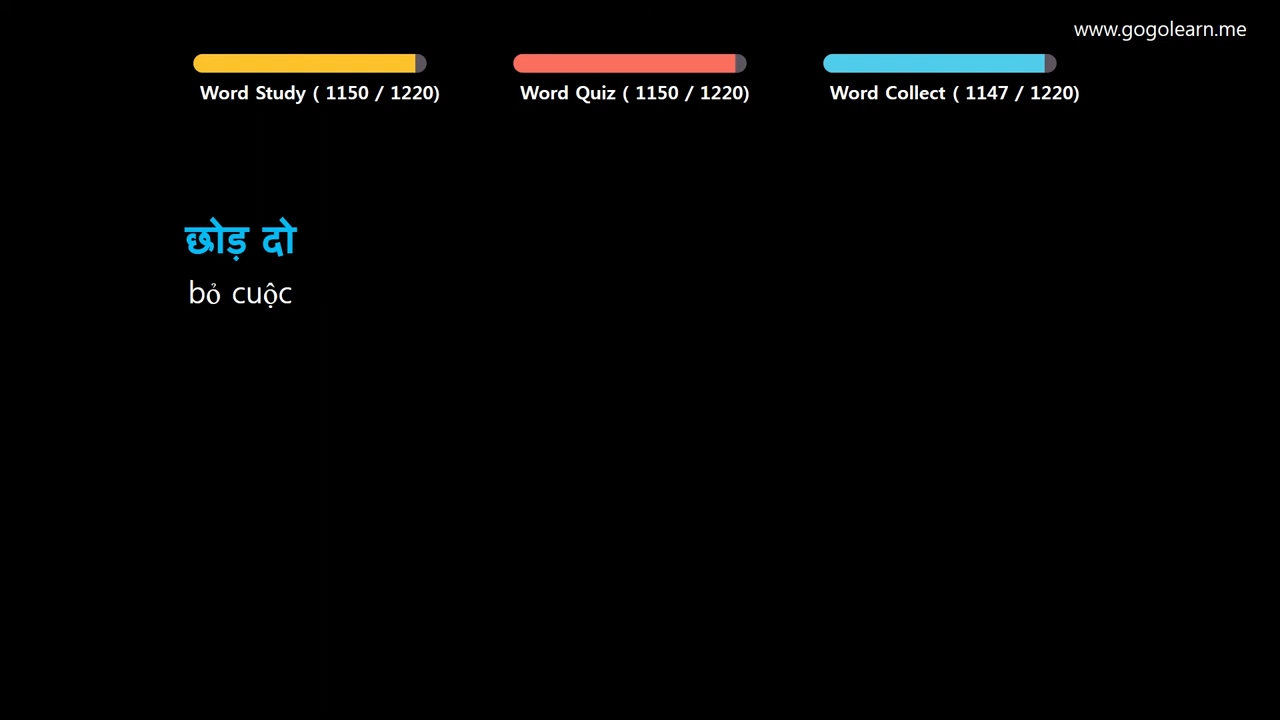 www.gogolearn.me
Word Study ( 1150 / 1220)
Word Quiz ( 1150 / 1220)
Word Collect ( 1147 / 1220)
छोड़ दो
bỏ cuộc